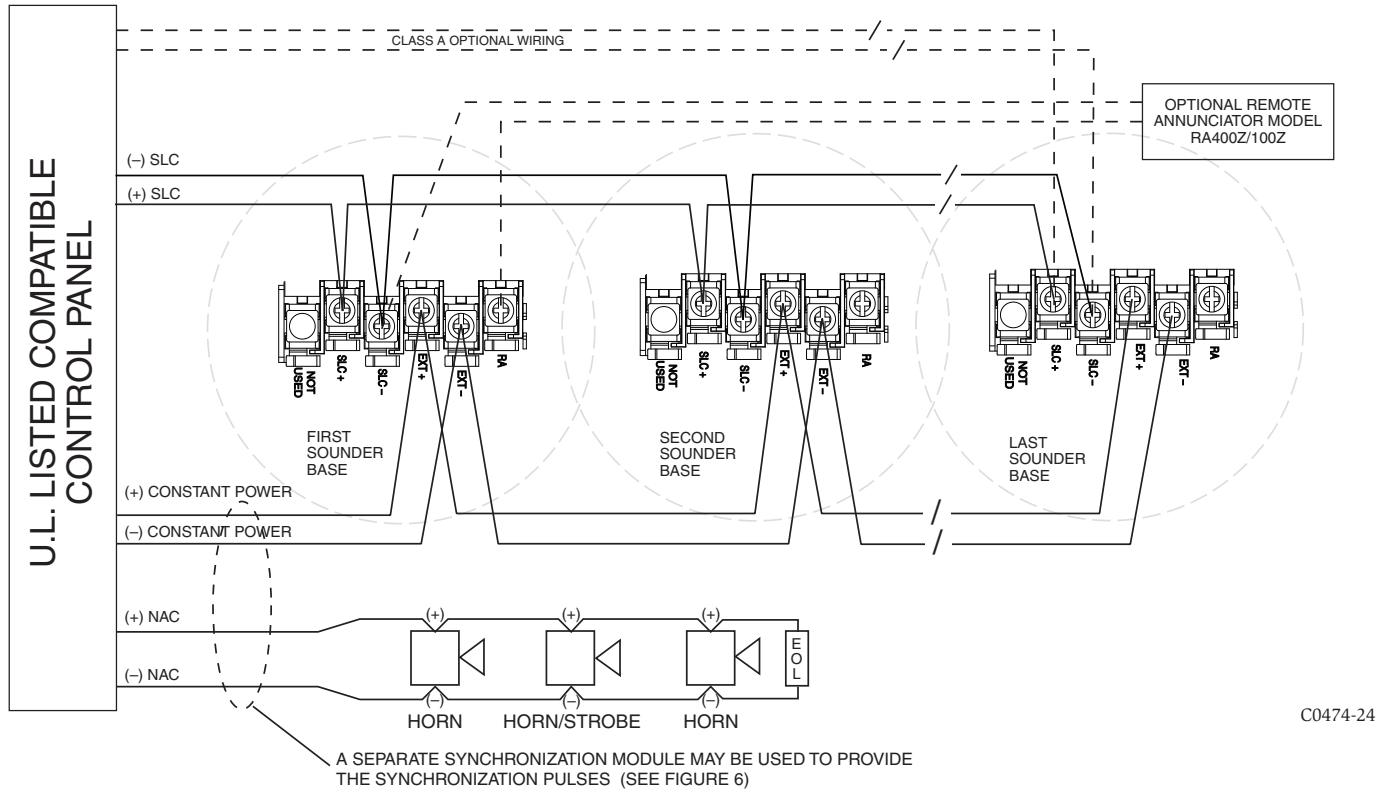 U.L. LISTED COMPATIBLE
CONTROL PANEL
CLASS A OPTIONAL WIRING
OPTIONAL REMOTE
ANNUNCIATOR MODEL
RA400Z/100Z
(–) SLC
(+) SLC
NOT
USED
SLC +
SLC –
EXT +
EXT –
RA
NOT
USED
SLC +
SLC –
EXT +
EXT –
RA
NOT
USED
SLC +
SLC –
EXT +
EXT –
RA
FIRST
SOUNDER
BASE
SECOND
SOUNDER
BASE
LAST
SOUNDER
BASE
(+) CONSTANT POWER
(–) CONSTANT POWER
(+) NAC
(+)
(+)
(+)
EOL
(–) NAC
(–)
(–)
(–)
HORN
HORN/STROBE
HORN
C0474-24
A SEPARATE SYNCHRONIZATION MODULE MAY BE USED TO PROVIDE
THE SYNCHRONIZATION PULSES (SEE FIGURE 6)